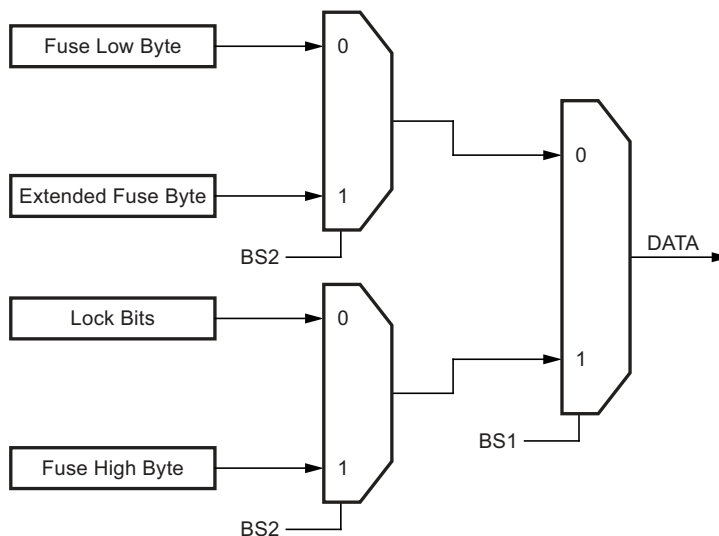 Fuse Low Byte
0
Extended Fuse Byte
1
BS2
0
DATA
Lock Bits
0
1
BS1
Fuse High Byte
1
BS2